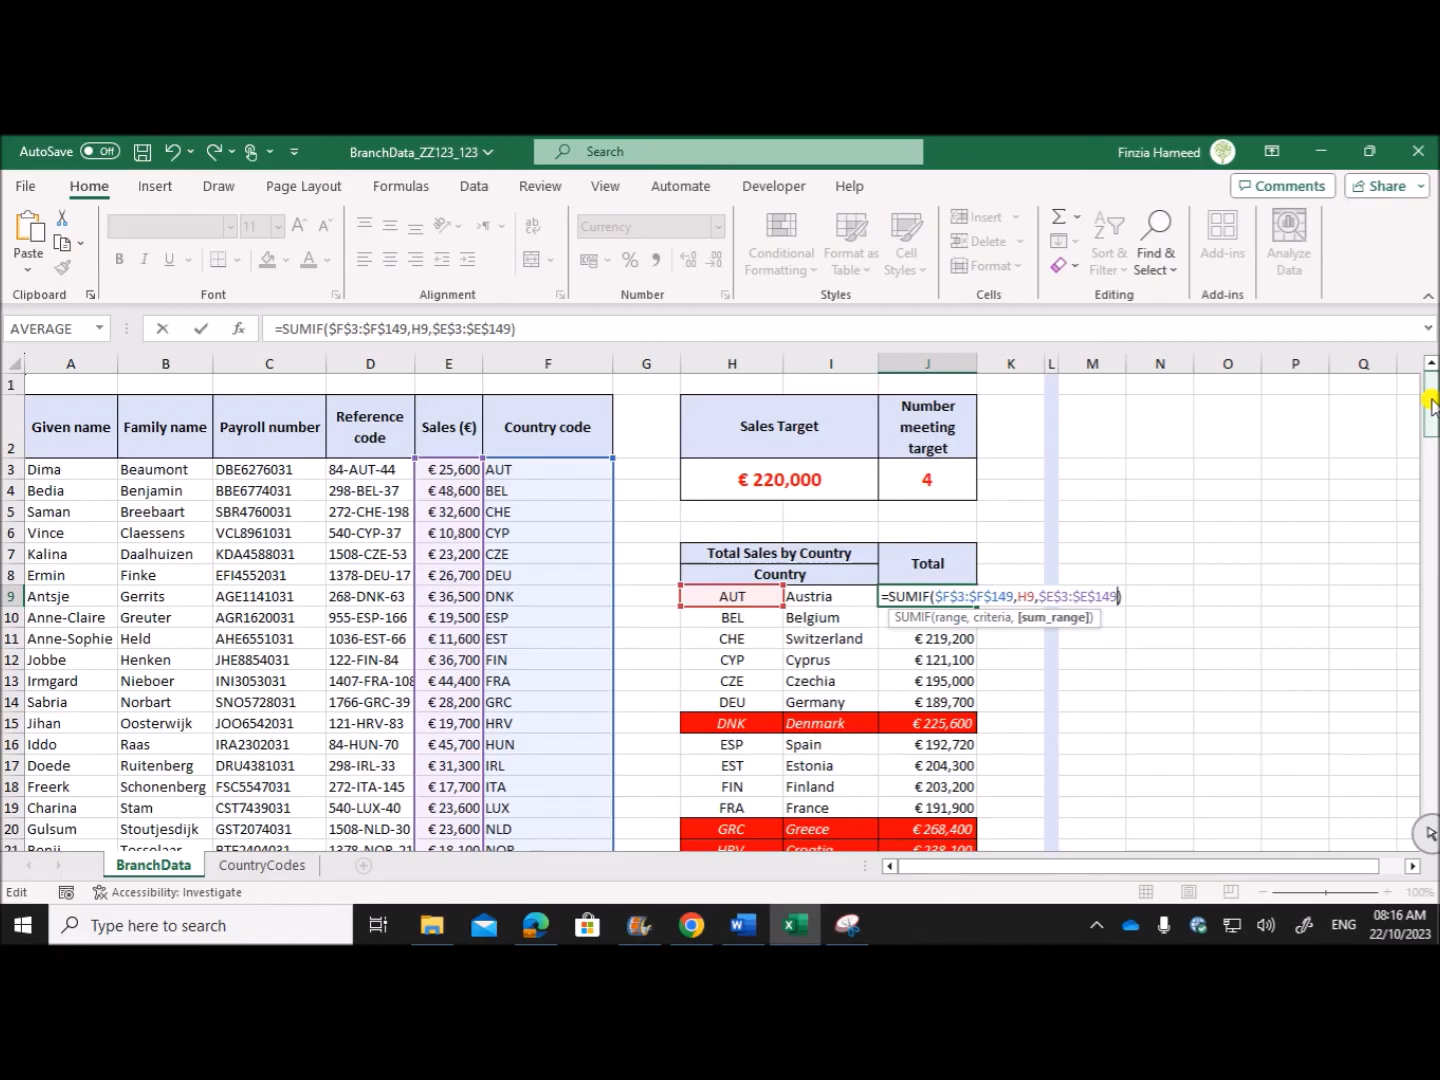 AutoSave Off BranchData_ZZ123_123 Search Finzia Hameed
File Home Insert Draw Page Layout Formulas Data Review View Automate Developer Help Comments Share
11 ab Currency Insert
Paste Conditional Format as Cell Delete Sort & Find & Add-ins Analyze
B I U % Formatting Table Styles Format Filter Select Data
Clipboard Font Alignment Number Styles Cells Editing Add-ins
AVERAGE fx =SUMIF($F$3:$F$149,H9,$E$3:$E$149)
A B C D E F G H I J K L M N O P Q
1
2 Given name Family name Payroll number Reference code Sales (€) Country code Sales Target Number meeting target
3 Dima Beaumont DBE6276031 84-AUT-44 € 25,600 AUT € 220,000 4
4 Bedia Benjamin BBE6774031 298-BEL-37 € 48,600 BEL
5 Saman Breebaart SBR4760031 272-CHE-198 € 32,600 CHE
6 Vince Claessens VCL8961031 540-CYP-37 € 10,800 CYP
7 Kalina Daalhuizen KDA4588031 1508-CZE-53 € 23,200 CZE Total Sales by Country Total
8 Ermin Finke EFI4552031 1378-DEU-17 € 26,700 DEU Country
9 Antsje Gerrits AGE1141031 268-DNK-63 € 36,500 DNK AUT Austria =SUMIF($F$3:$F$149,H9,$E$3:$E$149)
10 Anne-Claire Greuter AGR1620031 955-ESP-166 € 19,500 ESP BEL Belgium SUMIF(range, criteria, [sum_range])
11 Anne-Sophie Held AHE6551031 1036-EST-66 € 11,600 EST CHE Switzerland € 219,200
12 Jobbe Henken JHE8854031 122-FIN-84 € 36,700 FIN CYP Cyprus € 121,100
13 Irmgard Nieboer INI3053031 1407-FRA-108 € 44,400 FRA CZE Czechia € 195,000
14 Sabria Norbart SNO5728031 1766-GRC-39 € 28,200 GRC DEU Germany € 189,700
15 Jihan Oosterwijk JOO6542031 121-HRV-83 € 19,700 HRV DNK Denmark € 225,600
16 Iddo Raas IRA2302031 84-HUN-70 € 45,700 HUN ESP Spain € 192,720
17 Doede Ruitenberg DRU4381031 298-IRL-33 € 31,300 IRL EST Estonia € 204,300
18 Freerk Schonenberg FSC5547031 272-ITA-145 € 17,700 ITA FIN Finland € 203,200
19 Charina Stam CST7439031 540-LUX-40 € 23,600 LUX FRA France € 191,900
20 Gulsum Stoutjesdijk GST2074031 1508-NLD-30 € 23,600 NLD GRC Greece € 268,400
21 1378-NOR-21 € 18,100 NOR HRV Croatia € 238,100
BranchData CountryCodes
Edit Accessibility: Investigate 100%
Type here to search ENG 08:16 AM
22/10/2023